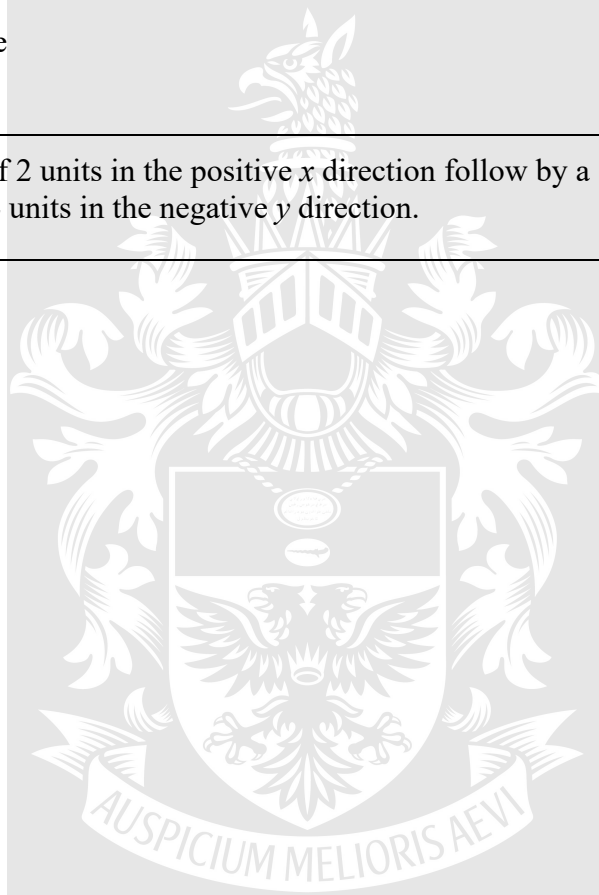 e
f 2 units in the positive x direction follow by a
units in the negative y direction.
AUSPICIUM MELIORIS AEVI